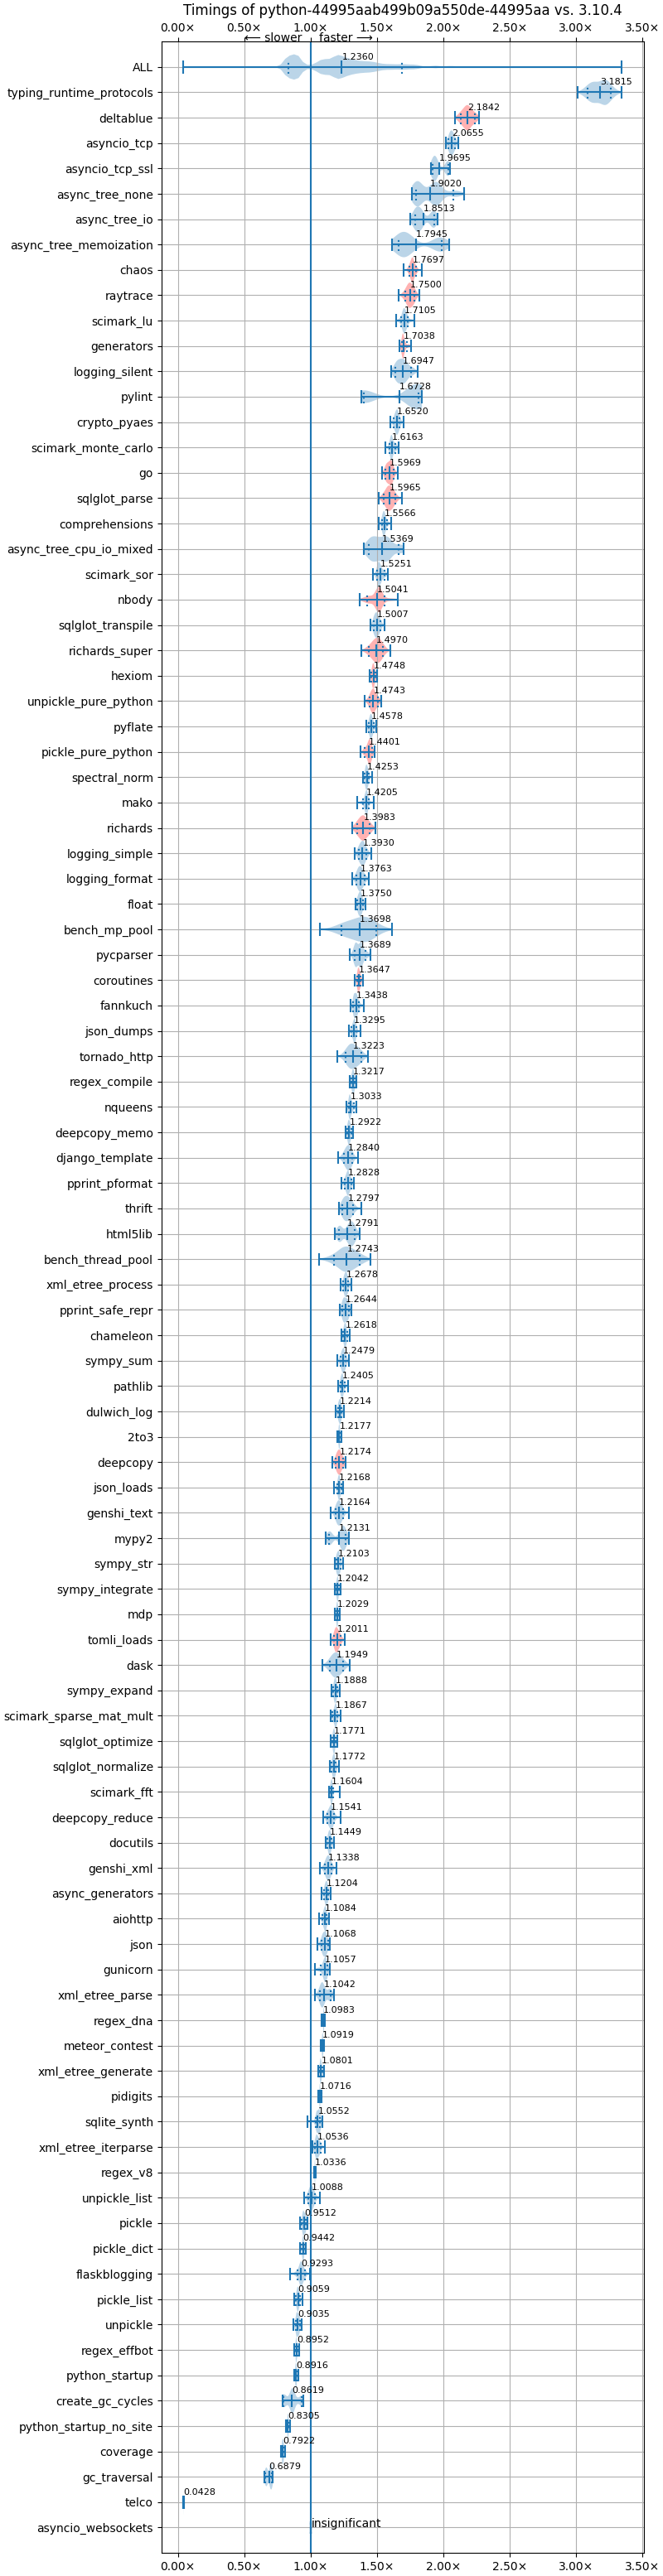 Timings of python-44995aab499b09a550de-44995aa vs. 3.10.4
0.00× 0.50× 1.00× 1.50× 2.00× 2.50× 3.00× 3.50×
⟵ slower faster ⟶
ALL 1.2360
typing_runtime_protocols 3.1815
deltablue 2.1842
asyncio_tcp 2.0655
asyncio_tcp_ssl 1.9695
async_tree_none 1.9020
async_tree_io 1.8513
async_tree_memoization 1.7945
chaos 1.7697
raytrace 1.7500
scimark_lu 1.7105
generators 1.7038
logging_silent 1.6947
pylint 1.6728
crypto_pyaes 1.6520
scimark_monte_carlo 1.6163
go 1.5969
sqlglot_parse 1.5965
comprehensions 1.5566
async_tree_cpu_io_mixed 1.5369
scimark_sor 1.5251
nbody 1.5041
sqlglot_transpile 1.5007
richards_super 1.4970
hexiom 1.4748
unpickle_pure_python 1.4743
pyflate 1.4578
pickle_pure_python 1.4401
spectral_norm 1.4253
mako 1.4205
richards 1.3983
logging_simple 1.3930
logging_format 1.3763
float 1.3750
bench_mp_pool 1.3698
pycparser 1.3689
coroutines 1.3647
fannkuch 1.3438
json_dumps 1.3295
tornado_http 1.3223
regex_compile 1.3217
nqueens 1.3033
deepcopy_memo 1.2922
django_template 1.2840
pprint_pformat 1.2828
thrift 1.2797
html5lib 1.2791
bench_thread_pool 1.2743
xml_etree_process 1.2678
pprint_safe_repr 1.2644
chameleon 1.2618
sympy_sum 1.2479
pathlib 1.2405
dulwich_log 1.2214
2to3 1.2177
deepcopy 1.2174
json_loads 1.2168
genshi_text 1.2164
mypy2 1.2131
sympy_str 1.2103
sympy_integrate 1.2042
mdp 1.2029
tomli_loads 1.2011
dask 1.1949
sympy_expand 1.1888
scimark_sparse_mat_mult 1.1867
sqlglot_optimize 1.1771
sqlglot_normalize 1.1772
scimark_fft 1.1604
deepcopy_reduce 1.1541
docutils 1.1449
genshi_xml 1.1338
async_generators 1.1204
aiohttp 1.1084
json 1.1068
gunicorn 1.1057
xml_etree_parse 1.1042
regex_dna 1.0983
meteor_contest 1.0919
xml_etree_generate 1.0801
pidigits 1.0716
sqlite_synth 1.0552
xml_etree_iterparse 1.0536
regex_v8 1.0336
unpickle_list 1.0088
pickle 0.9512
pickle_dict 0.9442
flaskblogging 0.9293
pickle_list 0.9059
unpickle 0.9035
regex_effbot 0.8952
python_startup 0.8916
create_gc_cycles 0.8619
python_startup_no_site 0.8305
coverage 0.7922
gc_traversal 0.6879
telco 0.0428
asyncio_websockets insignificant
0.00× 0.50× 1.00× 1.50× 2.00× 2.50× 3.00× 3.50×